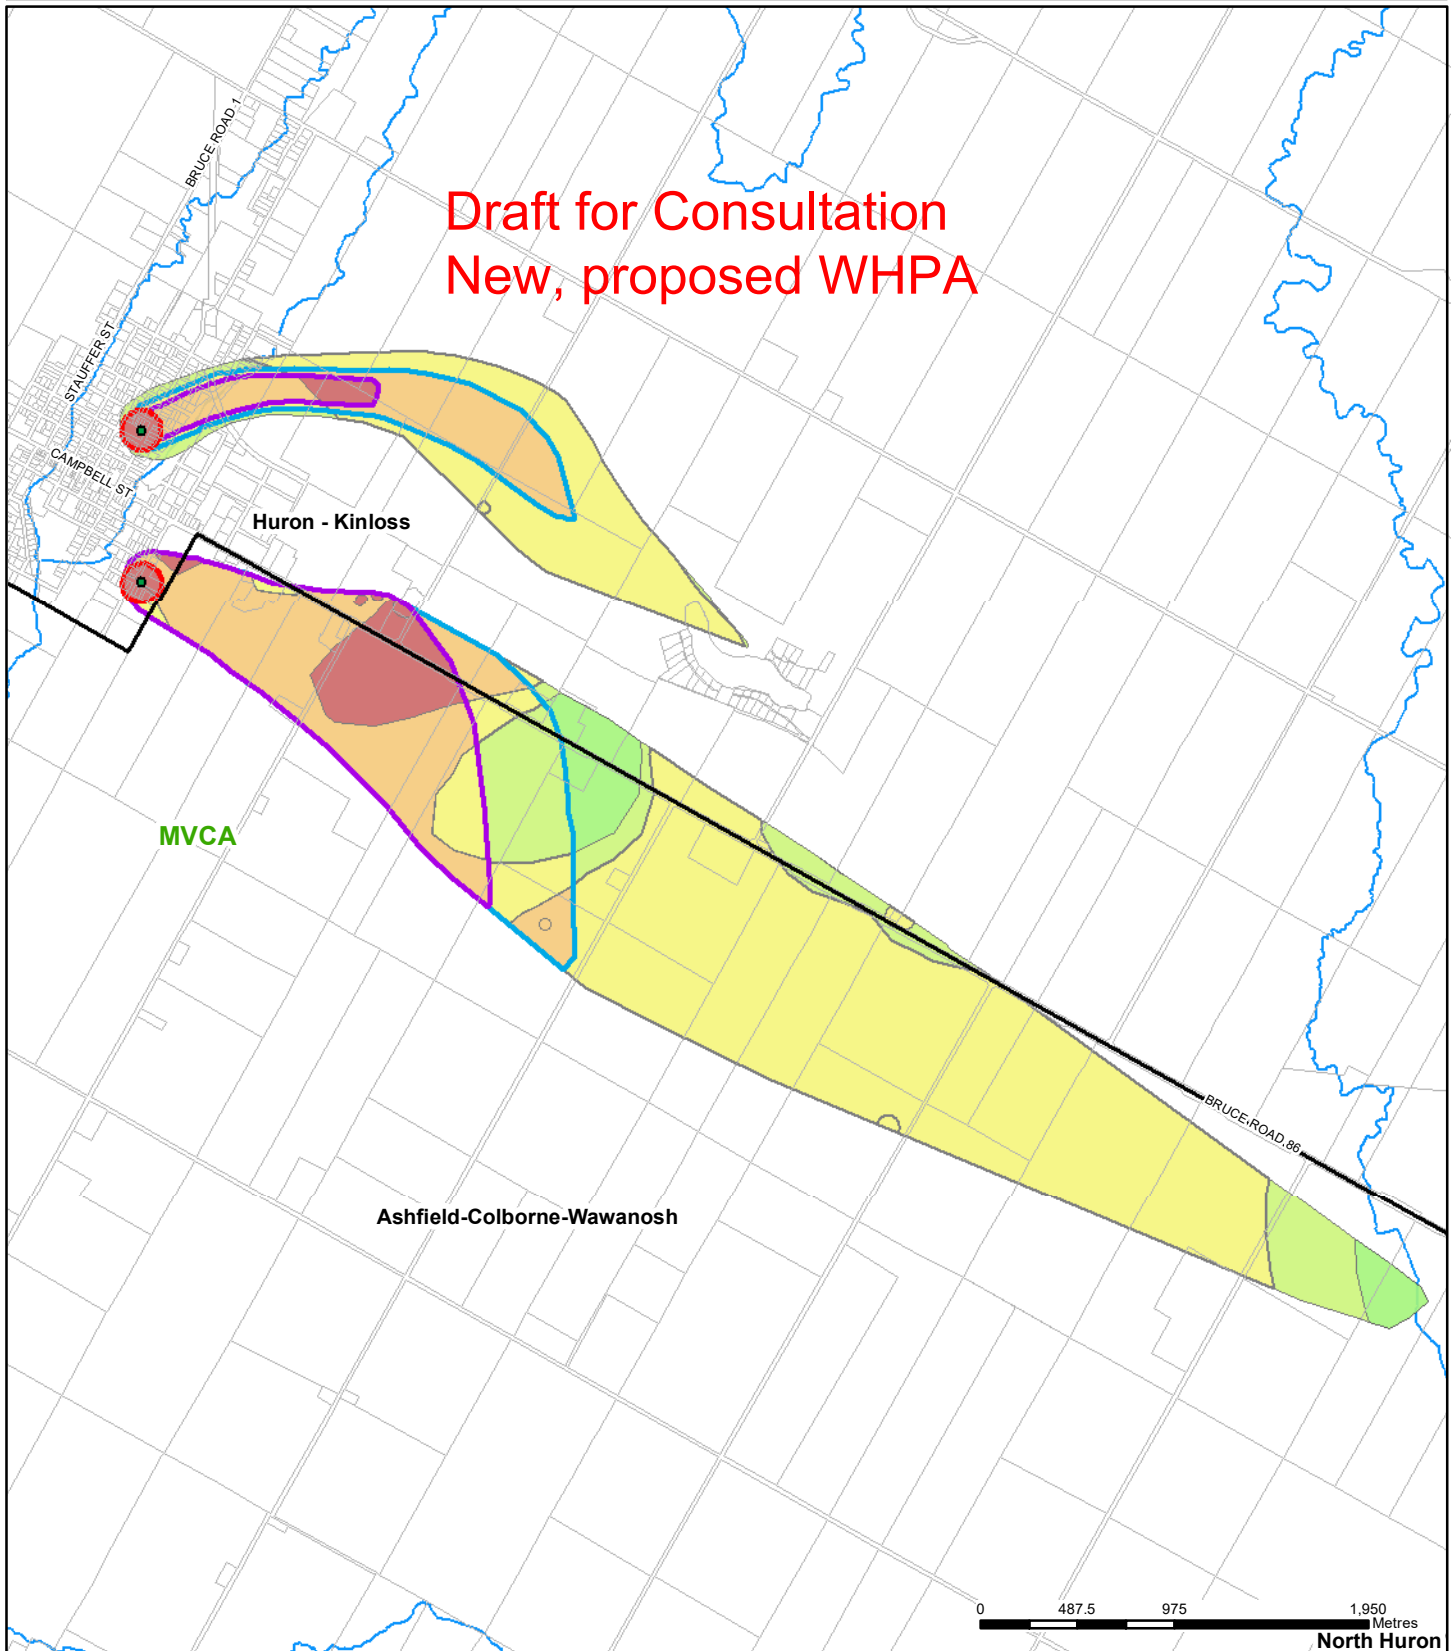 BRUCE ROAD 1
Draft for Consultation
New, proposed WHPA
STAUFFER ST
CAMPBELL ST
Huron - Kinloss
MVCA
BRUCE ROAD 86
Ashfield-Colborne-Wawanosh
0 487.5 975 1,950
Metres
North Huron